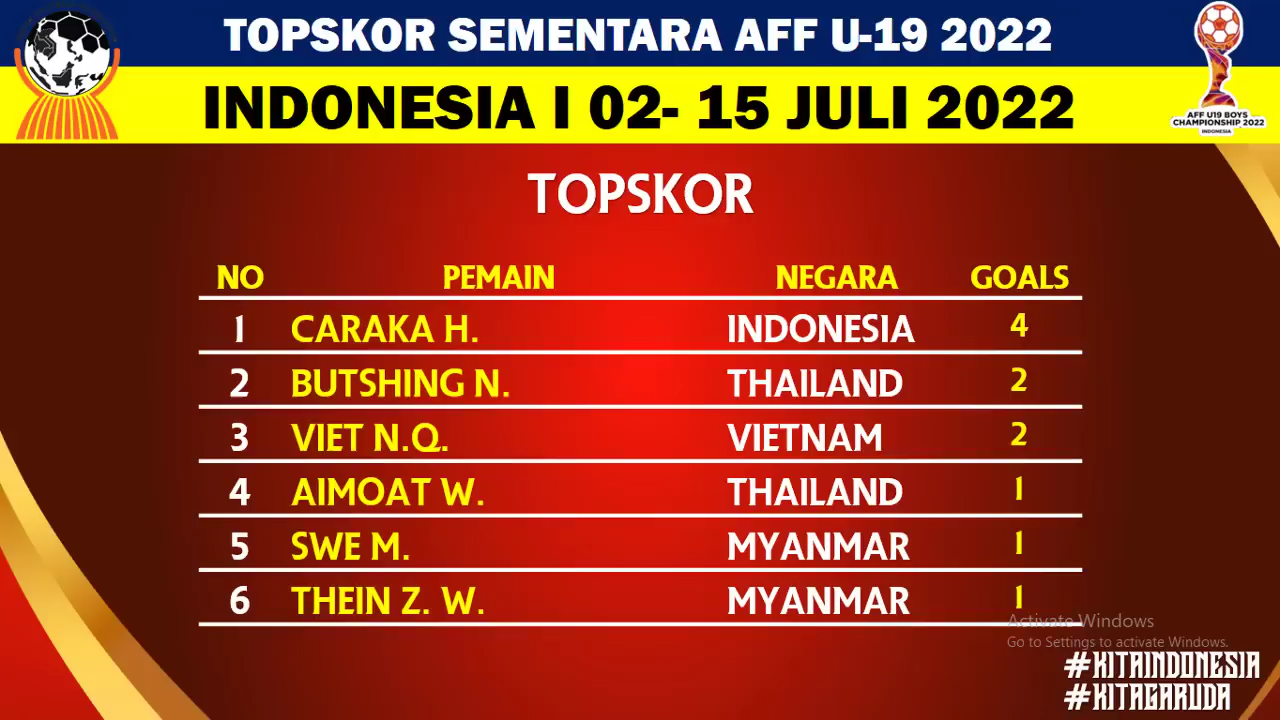 TOPSKOR SEMENTARA AFF U-19 2022
INDONESIA I 02- 15 JULI 2022
AFF U19 BOYS
CHAMPIONSHIP 2022
INDONESIA
TOPSKOR
NO PEMAIN NEGARA GOALS
1 CARAKA H. INDONESIA 4
2 BUTSHING N. THAILAND 2
3 VIET N.Q. VIETNAM 2
4 AIMOAT W. THAILAND 1
5 SWE M. MYANMAR 1
6 THEIN Z. W. MYANMAR 1
Activate Windows
Go to Settings to activate Windows.
#KITAINDONESIA
#KITAGARUDA